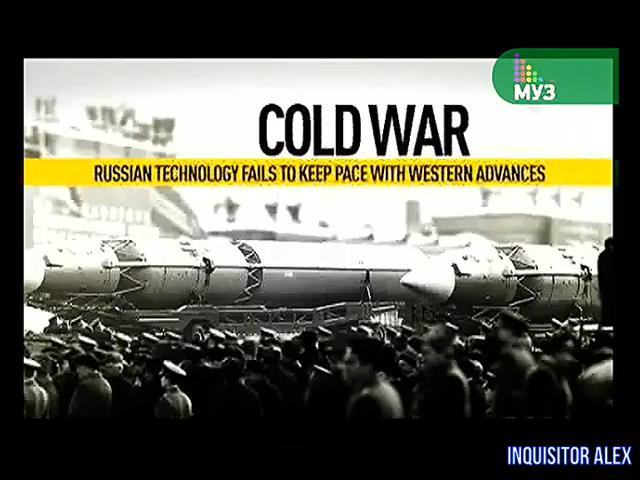 МУЗ
COLD WAR
RUSSIAN TECHNOLOGY FAILS TO KEEP PACE WITH WESTERN ADVANCES
INQUISITOR ALEX